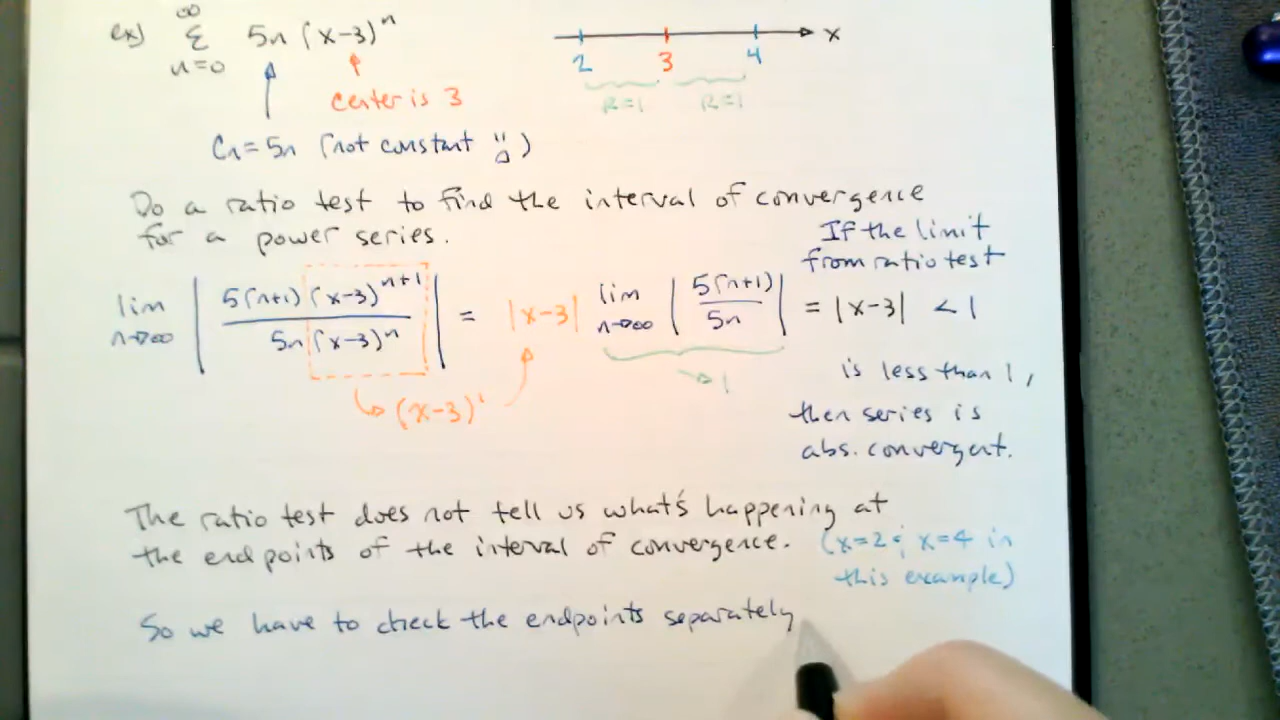 ex) ∞ Σ n=0 5n (x-3)^n
x
2 3 4
R=1 R=1
center is 3
Cn=5n (not constant )
Do a ratio test to find the interval of convergence
for a power series.
If the limit
from ratio test
lim n→∞ | 5(n+1)(x-3)^(n+1) / 5n(x-3)^n | = |x-3| lim n→∞ | 5(n+1) / 5n | = |x-3| < 1
→ 1
↳ (x-3)^1
is less than 1,
then series is
abs. convergent.
The ratio test does not tell us what's happening at
the endpoints of the interval of convergence. (x=2 ; x=4 in
this example)
So we have to check the endpoints separately